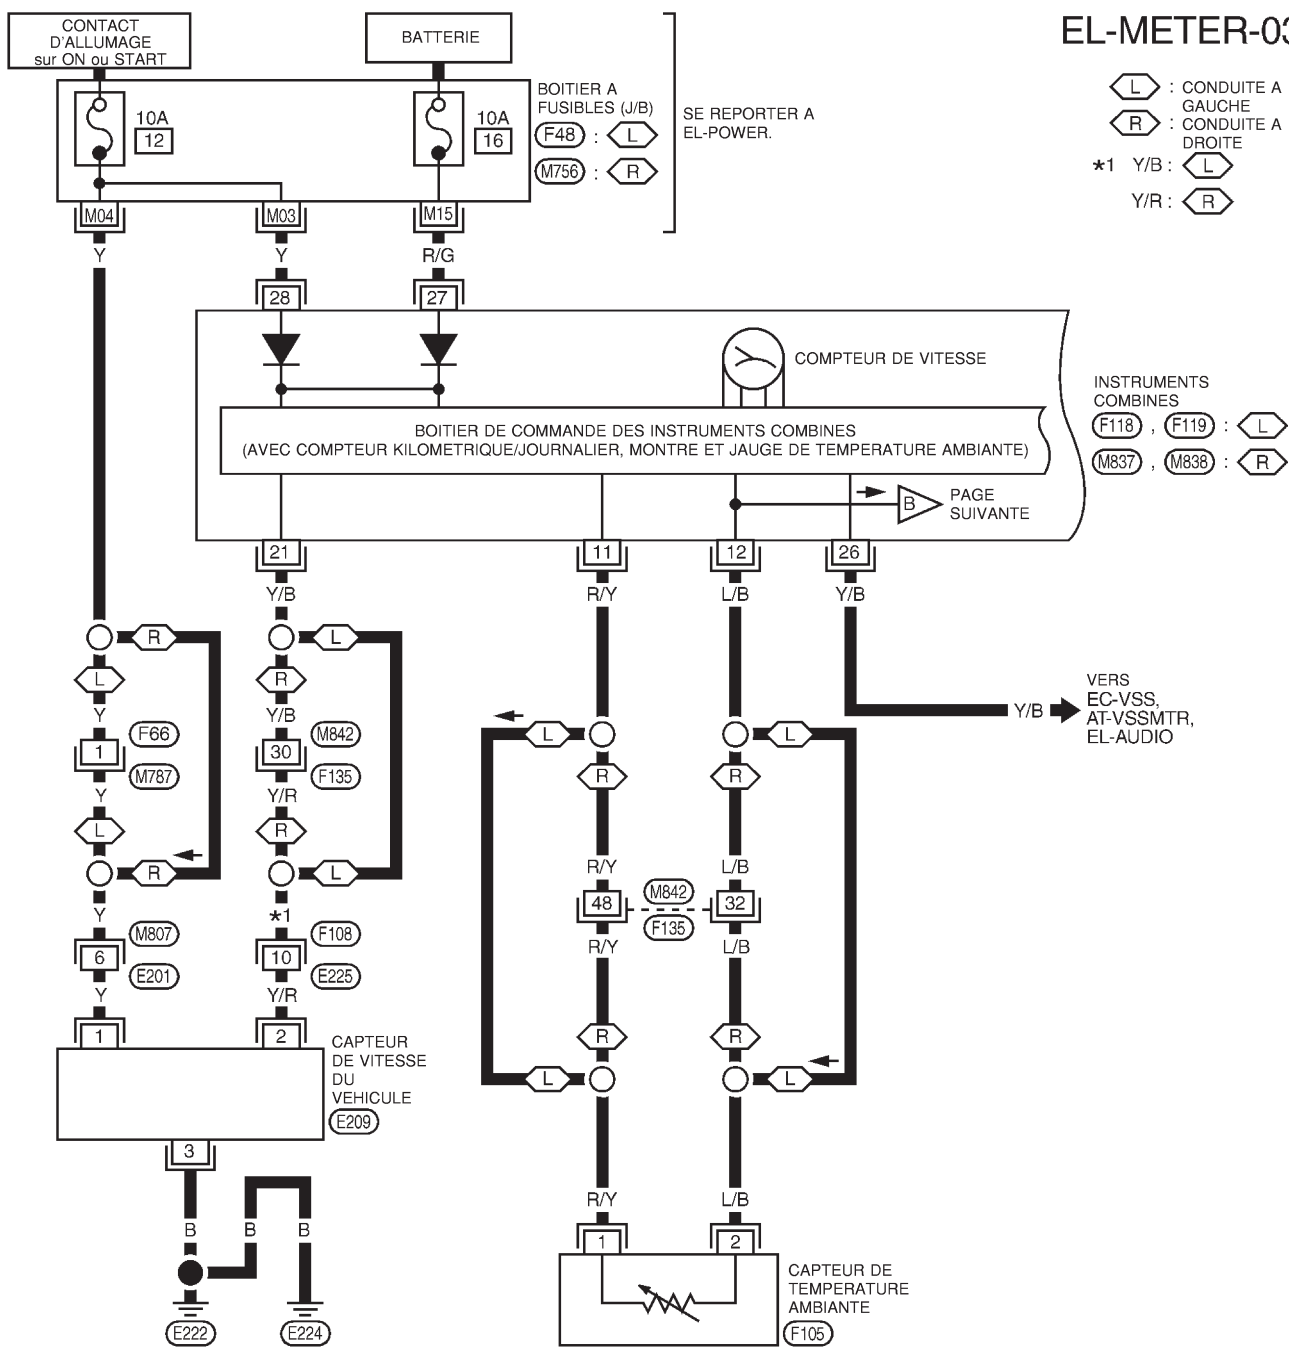 EL-METER-03
CONTACT
D'ALLUMAGE
sur ON ou START
BATTERIE
10A
12
10A
16
BOITIER A
FUSIBLES (J/B)
F48 : L
M756 : R
SE REPORTER A
EL-POWER.
L : CONDUITE A
GAUCHE
R : CONDUITE A
DROITE
*1 Y/B : L
Y/R : R
M04
M03
M15
Y
Y
R/G
28
27
COMPTEUR DE VITESSE
BOITIER DE COMMANDE DES INSTRUMENTS COMBINES
(AVEC COMPTEUR KILOMETRIQUE/JOURNALIER, MONTRE ET JAUGE DE TEMPERATURE AMBIANTE)
INSTRUMENTS
COMBINES
F118 , F119 : L
M837 , M838 : R
B
PAGE
SUIVANTE
21
11
12
26
Y/B
R/Y
L/B
Y/B
R
L
L
R
Y
Y/B
F66
M842
1
30
M787
F135
Y
Y/R
L
R
R
L
Y
*1
M807
F108
6
10
E201
E225
Y
Y/R
1
2
CAPTEUR
DE VITESSE
DU
VEHICULE
E209
3
B
B
B
E222
E224
Y/B
VERS
EC-VSS,
AT-VSSMTR,
EL-AUDIO
L
L
R
R
R/Y
L/B
48
M842
32
F135
R/Y
L/B
R
R
L
L
R/Y
L/B
1
2
CAPTEUR DE
TEMPERATURE
AMBIANTE
F105